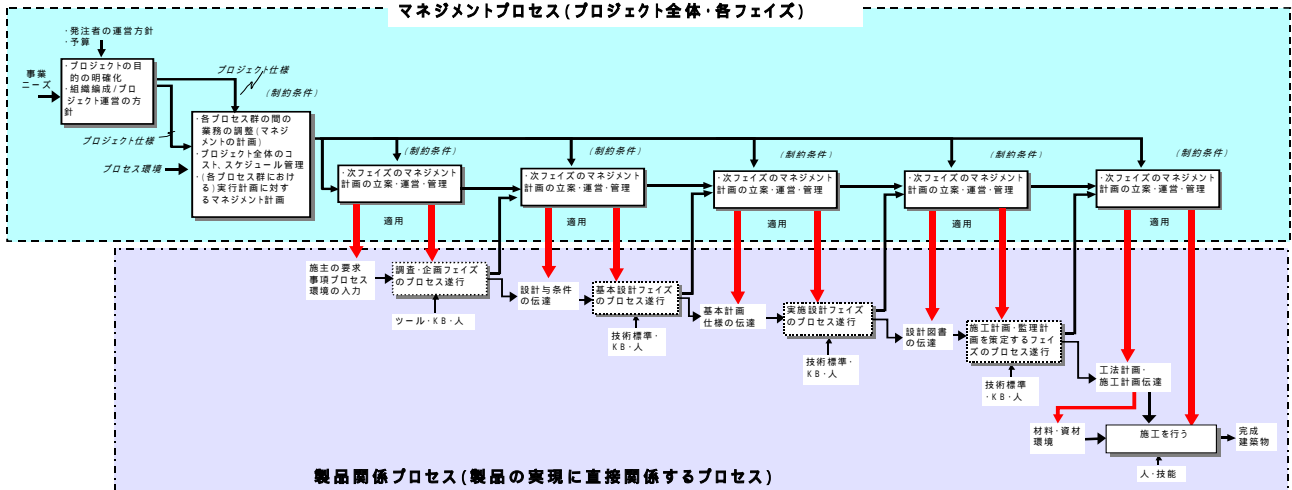 マネジメントプロセス(プロジェクト全体・各フェイズ)
・発注者の運営方針
・予算
事業
ニーズ
・プロジェクトの目
的の明確化
・組織編成/プロ
ジェクト運営の方
針
プロジェクト仕様
(制約条件)
プロジェクト仕様
プロセス環境
・各プロセス群の間の
業務の調整(マネジ
メントの計画)
・プロジェクト全体のコ
スト、スケジュール管理
・(各プロセス群におけ
る)実行計画に対す
るマネジメント計画
(制約条件)
・次フェイズのマネジメント
計画の立案・運営・管理
適用
(制約条件)
・次フェイズのマネジメント
計画の立案・運営・管理
適用
(制約条件)
・次フェイズのマネジメント
計画の立案・運営・管理
適用
(制約条件)
・次フェイズのマネジメント
計画の立案・運営・管理
適用
(制約条件)
・次フェイズのマネジメント
計画の立案・運営・管理
適用
施主の要求
事項プロセス
環境の入力
調査・企画フェイズ
のプロセス遂行
ツール・KB・人
設計与条件
の伝達
基本設計フェイズ
のプロセス遂行
技術標準・
KB・人
基本計画
仕様の伝達
実施設計フェイズ
のプロセス遂行
技術標準・
KB・人
設計図書
の伝達
施工計画・監理計
画を策定するフェイ
ズのプロセス遂行
技術標準
・KB・人
工法計画・
施工計画伝達
材料・資材
環境
施工を行う
人・技能
完成
建築物
製品関係プロセス(製品の実現に直接関係するプロセス)